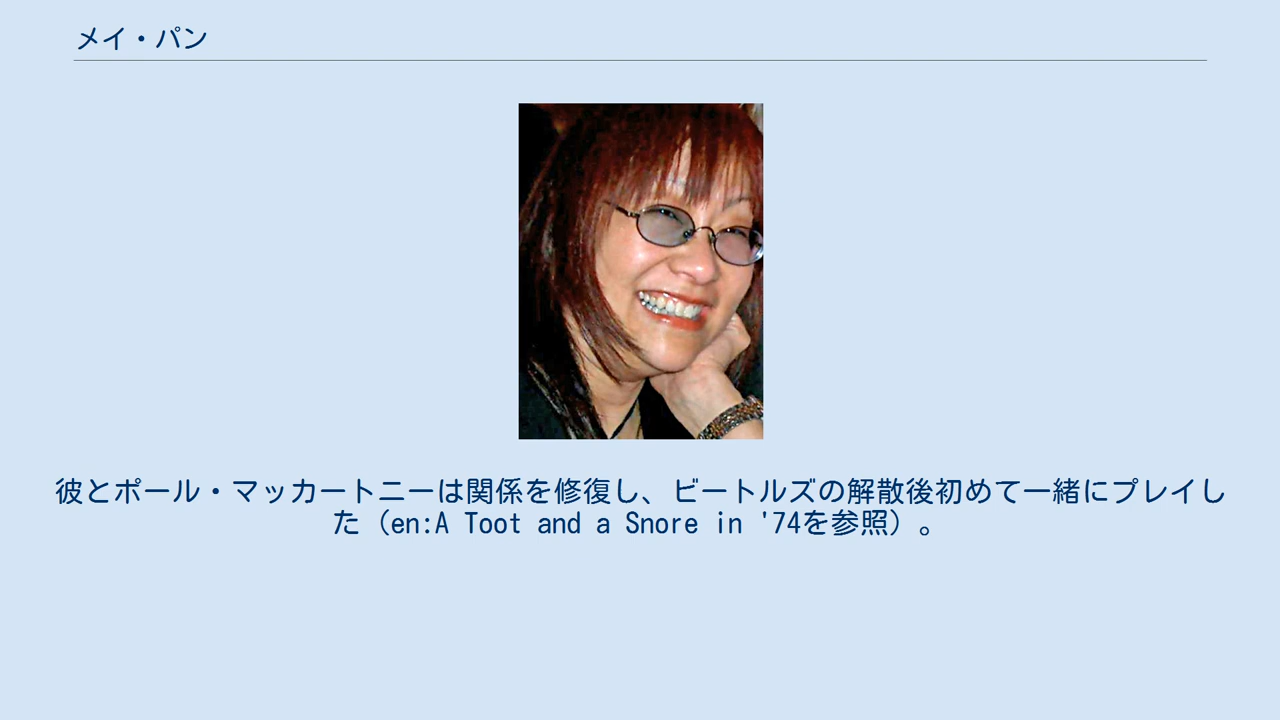 メイ・パン
彼とポール・マッカートニーは関係を修復し、ビートルズの解散後初めて一緒にプレイし
た（en:A Toot and a Snore in '74を参照）。